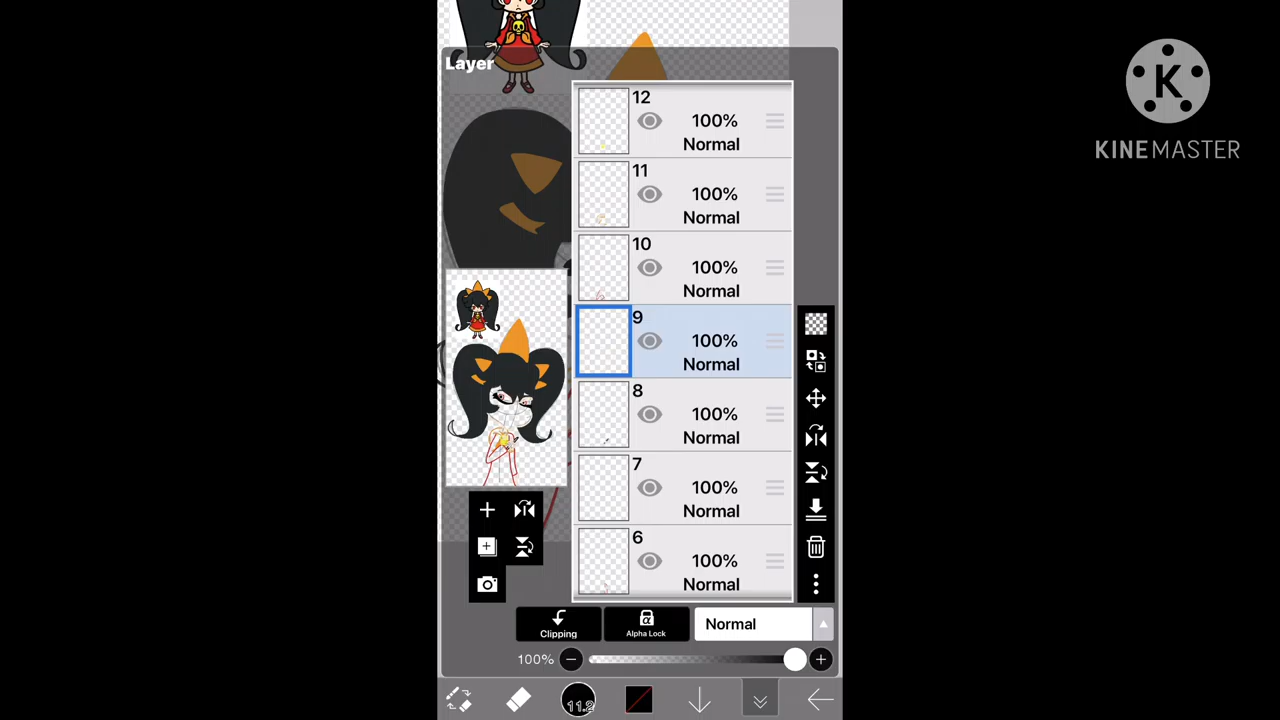 Layer
12
100%
Normal
11
100%
Normal
10
100%
Normal
9
100%
Normal
8
100%
Normal
7
100%
Normal
6
100%
Normal
Clipping
α
Alpha Lock
Normal
100%
11.2
K
KINEMASTER